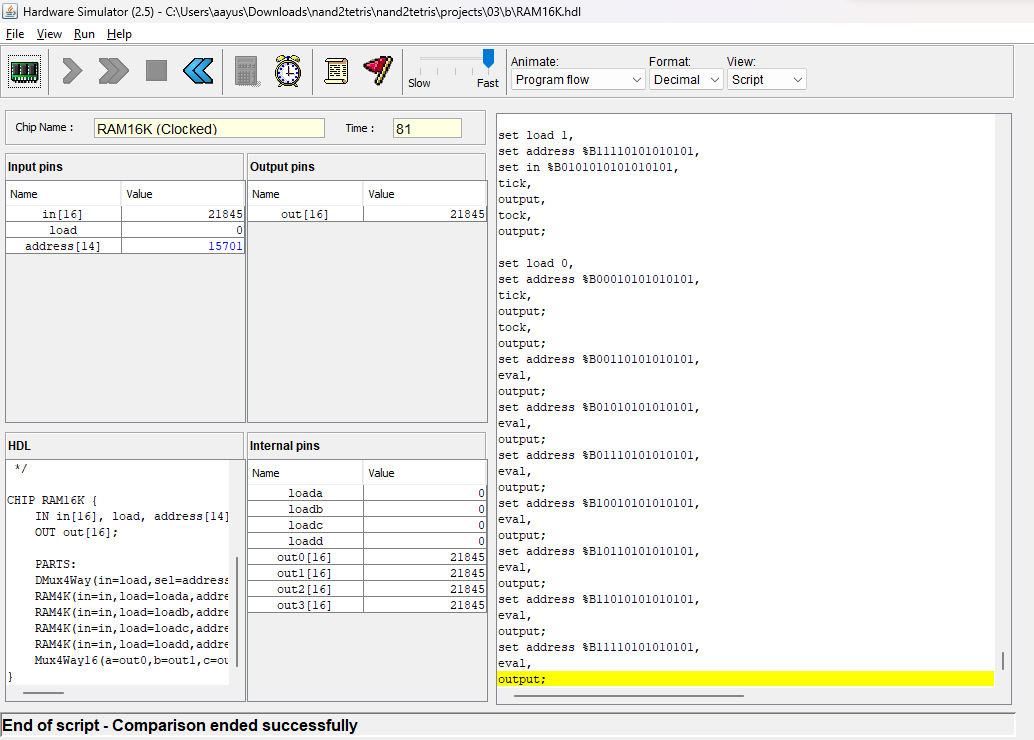 Hardware Simulator (2.5) - C:\Users\aayus\Downloads\nand2tetris\nand2tetris\projects\03\b\RAM16K.hdl
File View Run Help
Slow Fast
Animate: Format: View:
Program flow Decimal Script
Chip Name : RAM16K (Clocked) Time : 81
Input pins
Name Value
in[16] 21845
load 0
address[14] 15701
Output pins
Name Value
out[16] 21845
HDL
*/
CHIP RAM16K {
IN in[16], load, address[14]
OUT out[16];
PARTS:
DMux4Way(in=load,sel=address
RAM4K(in=in,load=loada,addre
RAM4K(in=in,load=loadb,addre
RAM4K(in=in,load=loadc,addre
RAM4K(in=in,load=loadd,addre
Mux4Way16(a=out0,b=out1,c=ou
}
Internal pins
Name Value
loada 0
loadb 0
loadc 0
loadd 0
out0[16] 21845
out1[16] 21845
out2[16] 21845
out3[16] 21845
set load 1,
set address %B11110101010101,
set in %B0101010101010101,
tick,
output,
tock,
output;
set load 0,
set address %B00010101010101,
tick,
output;
tock,
output;
set address %B00110101010101,
eval,
output;
set address %B01010101010101,
eval,
output;
set address %B01110101010101,
eval,
output;
set address %B10010101010101,
eval,
output;
set address %B10110101010101,
eval,
output;
set address %B11010101010101,
eval,
output;
set address %B11110101010101,
eval,
output;
End of script - Comparison ended successfully